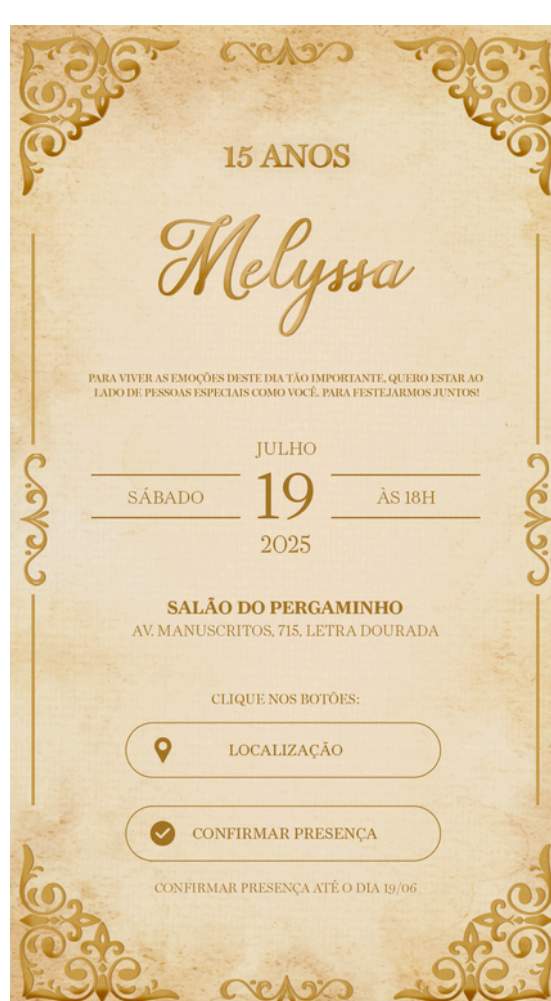 15 ANOS
Melyssa
PARA VIVER AS EMOÇÕES DESTE DIA TÃO IMPORTANTE, QUERO ESTAR AO
LADO DE PESSOAS ESPECIAIS COMO VOCÊ. PARA FESTEJARMOS JUNTOS!
JULHO
SÁBADO 19 ÀS 18H
2025
SALÃO DO PERGAMINHO
AV. MANUSCRITOS, 715, LETRA DOURADA
CLIQUE NOS BOTÕES:
LOCALIZAÇÃO
CONFIRMAR PRESENÇA
CONFIRMAR PRESENÇA ATÉ O DIA 19/06